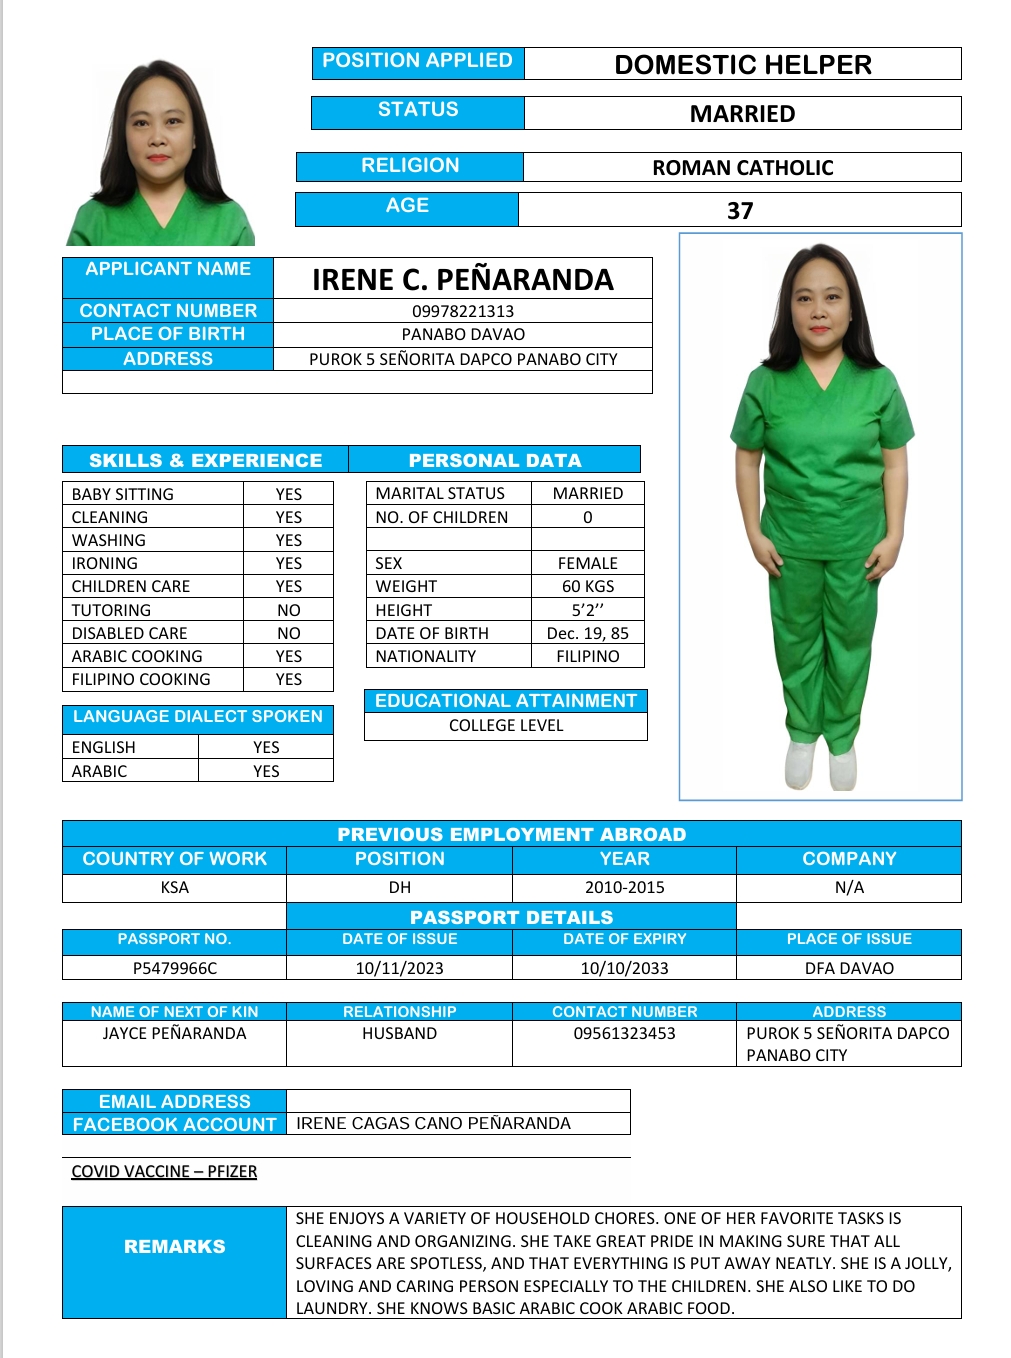 POSITION APPLIED DOMESTIC HELPER
STATUS MARRIED
RELIGION ROMAN CATHOLIC
AGE 37
APPLICANT NAME IRENE C. PEÑARANDA
CONTACT NUMBER 09978221313
PLACE OF BIRTH PANABO DAVAO
ADDRESS PUROK 5 SEÑORITA DAPCO PANABO CITY
SKILLS & EXPERIENCE PERSONAL DATA
BABY SITTING YES
CLEANING YES
WASHING YES
IRONING YES
CHILDREN CARE YES
TUTORING NO
DISABLED CARE NO
ARABIC COOKING YES
FILIPINO COOKING YES
MARITAL STATUS MARRIED
NO. OF CHILDREN 0
SEX FEMALE
WEIGHT 60 KGS
HEIGHT 5’2’’
DATE OF BIRTH Dec. 19, 85
NATIONALITY FILIPINO
LANGUAGE DIALECT SPOKEN
ENGLISH YES
ARABIC YES
EDUCATIONAL ATTAINMENT
COLLEGE LEVEL
PREVIOUS EMPLOYMENT ABROAD
COUNTRY OF WORK POSITION YEAR COMPANY
KSA DH 2010-2015 N/A
PASSPORT DETAILS
PASSPORT NO. DATE OF ISSUE DATE OF EXPIRY PLACE OF ISSUE
P5479966C 10/11/2023 10/10/2033 DFA DAVAO
NAME OF NEXT OF KIN RELATIONSHIP CONTACT NUMBER ADDRESS
JAYCE PEÑARANDA HUSBAND 09561323453 PUROK 5 SEÑORITA DAPCO
PANABO CITY
EMAIL ADDRESS
FACEBOOK ACCOUNT IRENE CAGAS CANO PEÑARANDA
COVID VACCINE – PFIZER
REMARKS
SHE ENJOYS A VARIETY OF HOUSEHOLD CHORES. ONE OF HER FAVORITE TASKS IS
CLEANING AND ORGANIZING. SHE TAKE GREAT PRIDE IN MAKING SURE THAT ALL
SURFACES ARE SPOTLESS, AND THAT EVERYTHING IS PUT AWAY NEATLY. SHE IS A JOLLY,
LOVING AND CARING PERSON ESPECIALLY TO THE CHILDREN. SHE ALSO LIKE TO DO
LAUNDRY. SHE KNOWS BASIC ARABIC COOK ARABIC FOOD.